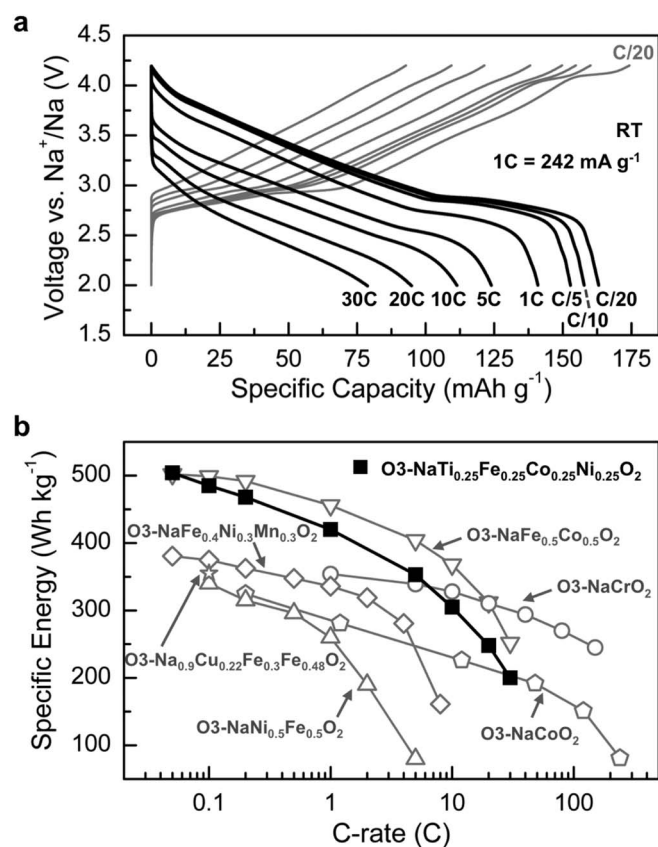 a
Voltage vs. Na⁺/Na (V)
4.5
4.0
3.5
3.0
2.5
2.0
1.5
C/20
RT
1C = 242 mA g⁻¹
30C 20C 10C 5C 1C C/5 C/20
C/10
0 25 50 75 100 125 150 175
Specific Capacity (mAh g⁻¹)
b
Specific Energy (Wh kg⁻¹)
500
400
300
200
100
O3-NaTi₀.₂₅Fe₀.₂₅Co₀.₂₅Ni₀.₂₅O₂
O3-NaFe₀.₄Ni₀.₃Mn₀.₃O₂
O3-NaFe₀.₅Co₀.₅O₂
O3-NaCrO₂
O3-Na₀.₉Cu₀.₂₂Fe₀.₃Fe₀.₄₈O₂
O3-NaNi₀.₅Fe₀.₅O₂
O3-NaCoO₂
0.1 1 10 100
C-rate (C)